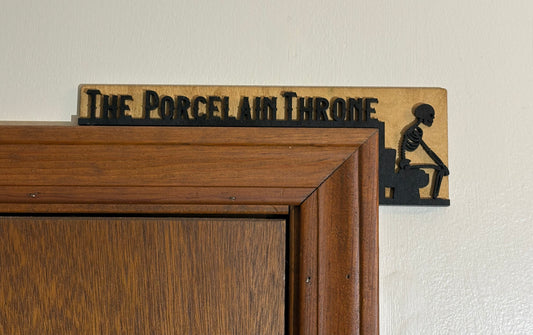 The Porcelain Throne